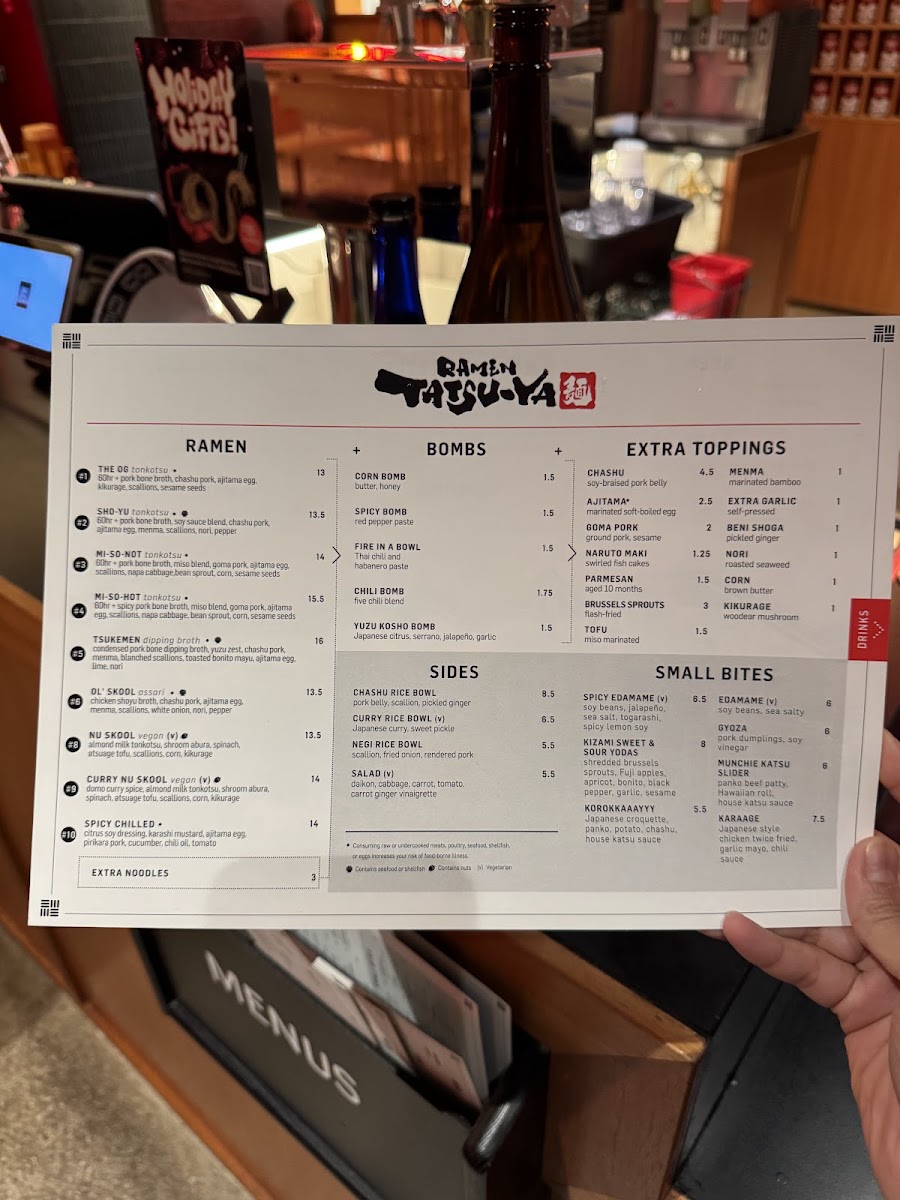 HOLIDAY
GIFTS!
RAMEN
TATSU-YA 麺
RAMEN
#1 THE OG tonkotsu • 13
60hr + pork bone broth, chashu pork, ajitama egg,
kikurage, scallions, sesame seeds
#2 SHO-YU tonkotsu • 13.5
60hr + pork bone broth, soy sauce blend, chashu pork,
ajitama egg, menma, scallions, nori, pepper
#3 MI-SO-NOT tonkotsu • 14
60hr + pork bone broth, miso blend, goma pork, ajitama egg,
scallions, napa cabbage,bean sprout, corn, sesame seeds
#4 MI-SO-HOT tonkotsu • 15.5
60hr + spicy pork bone broth, miso blend, goma pork, ajitama
egg, scallions, napa cabbage, bean sprout, corn, sesame seeds
#5 TSUKEMEN dipping broth • 16
condensed pork bone dipping broth, yuzu zest, chashu pork,
menma, blanched scallions, toasted bonito mayu, ajitama egg,
lime, nori
#6 OL' SKOOL assari • 13.5
chicken shoyu broth, chashu pork, ajitama egg,
menma, scallions, white onion, nori, pepper
#8 NU SKOOL vegan (v) 13.5
almond milk tonkotsu, shroom abura, spinach,
atsuage tofu, scallions, corn, kikurage
#9 CURRY NU SKOOL vegan (v) 14
domo curry spice, almond milk tonkotsu, shroom abura,
spinach, atsuage tofu, scallions, corn, kikurage
#10 SPICY CHILLED • 14
citrus soy dressing, karashi mustard, ajitama egg,
pirikara pork, cucumber, chili oil, tomato
EXTRA NOODLES 3
+ BOMBS +
CORN BOMB 1.5
butter, honey
SPICY BOMB 1.5
red pepper paste
FIRE IN A BOWL 1.5
Thai chili and
habanero paste
CHILI BOMB 1.75
five chili blend
YUZU KOSHO BOMB 1.5
Japanese citrus, serrano, jalapeño, garlic
EXTRA TOPPINGS
CHASHU 4.5
soy-braised pork belly
AJITAMA* 2.5
marinated soft-boiled egg
GOMA PORK 2
ground pork, sesame
NARUTO MAKI 1.25
swirled fish cakes
PARMESAN 1.5
aged 10 months
BRUSSELS SPROUTS 3
flash-fried
TOFU 1.5
miso marinated
MENMA 1
marinated bamboo
EXTRA GARLIC 1
self-pressed
BENI SHOGA 1
pickled ginger
NORI 1
roasted seaweed
CORN 1
brown butter
KIKURAGE 1
woodear mushroom
DRINKS
SIDES
CHASHU RICE BOWL 8.5
pork belly, scallion, pickled ginger
CURRY RICE BOWL (v) 6.5
Japanese curry, sweet pickle
NEGI RICE BOWL 5.5
scallion, fried onion, rendered pork
SALAD (v) 5.5
daikon, cabbage, carrot, tomato,
carrot ginger vinaigrette
• Consuming raw or undercooked meats, poultry, seafood, shellfish,
or eggs increases your risk of food-borne illness.
Contains seafood or shellfish Contains nuts (v) Vegetarian
SMALL BITES
SPICY EDAMAME (v) 6.5
soy beans, jalapeño,
sea salt, togarashi,
spicy lemon soy
KIZAMI SWEET & 8
SOUR YODAS
shredded brussels
sprouts, Fuji apples,
apricot, bonito, black
pepper, garlic, sesame
KOROKKAAAYYY 5.5
Japanese croquette,
panko, potato, chashu,
house katsu sauce
EDAMAME (v) 6
soy beans, sea salty
GYOZA 6
pork dumplings, soy
vinegar
MUNCHIE KATSU 6
SLIDER
panko beef patty,
Hawaiian roll,
house katsu sauce
KARAAGE 7.5
Japanese style
chicken twice fried,
garlic mayo, chili
sauce
MENUS